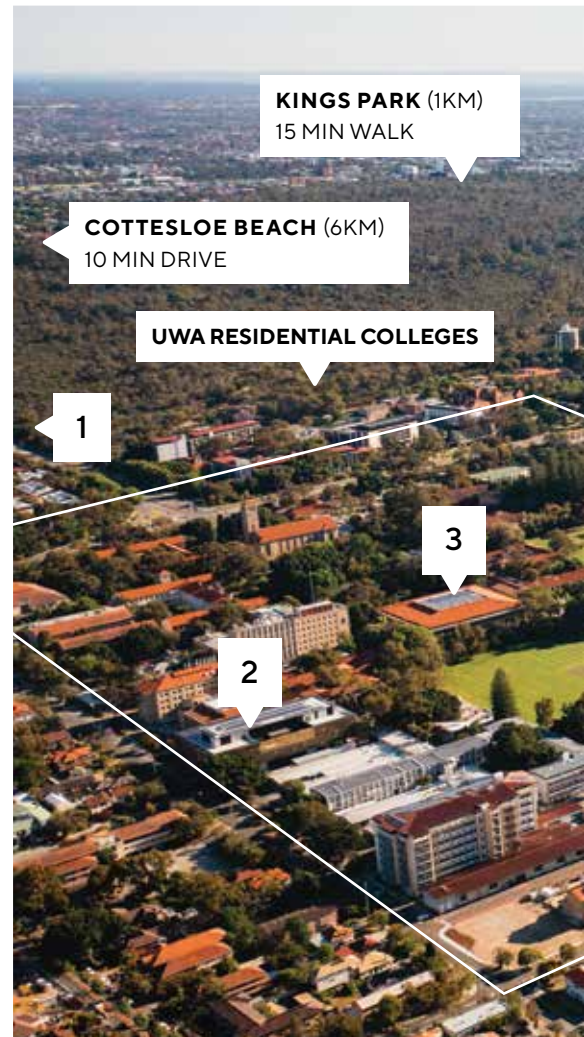 KINGS PARK (1KM)
15 MIN WALK
COTTESLOE BEACH (6KM)
10 MIN DRIVE
UWA RESIDENTIAL COLLEGES
1
3
2